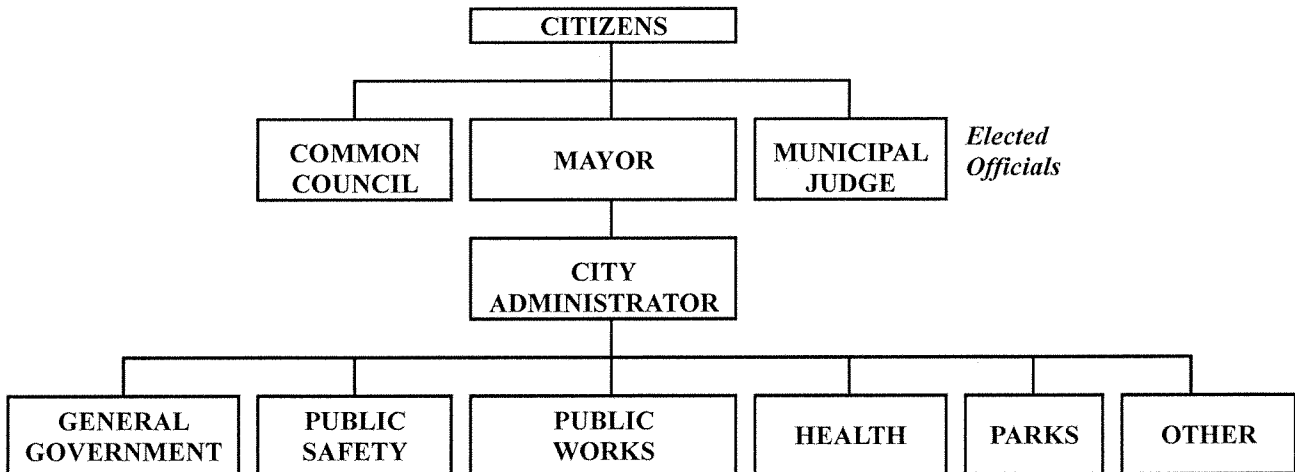 CITIZENS
COMMON
COUNCIL
MAYOR
MUNICIPAL
JUDGE
Elected
Officials
CITY
ADMINISTRATOR
GENERAL
GOVERNMENT
PUBLIC
SAFETY
PUBLIC
WORKS
HEALTH
PARKS
OTHER